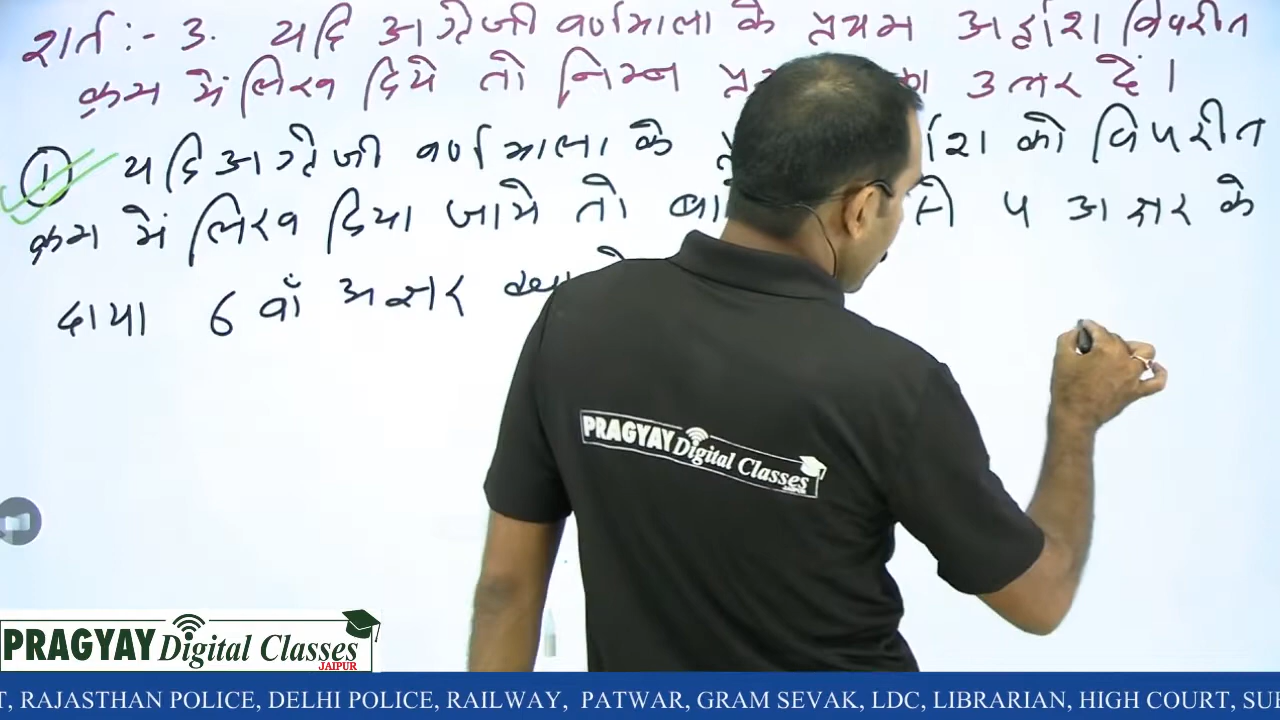 शर्त :- 3. यदि अंग्रेजी वर्णमाला के प्रथम अर्द्धांश विपरीत
क्रम में लिख दिये तो निम्न उत्तर दें।
① यदि अंग्रेजी वर्णमाला के को विपरीत
क्रम में लिख दिया जाये तो अक्षर के
दाया 6 वाँ अक्षर
PRAGYAY Digital Classes
JAIPUR
PRAGYAY Digital Classes
JAIPUR
T, RAJASTHAN POLICE, DELHI POLICE, RAILWAY, PATWAR, GRAM SEVAK, LDC, LIBRARIAN, HIGH COURT, SU